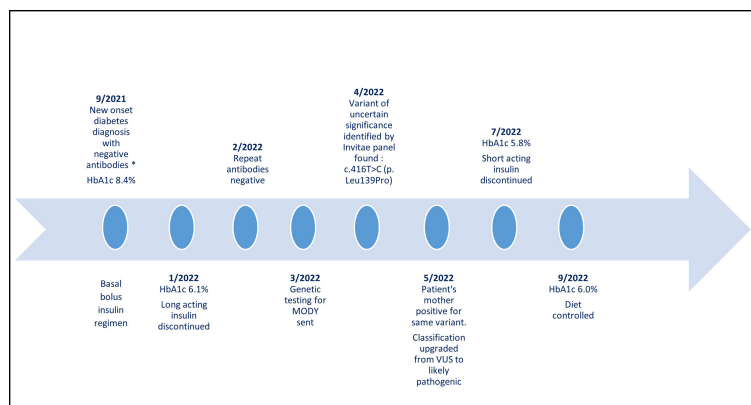 9/2021
New onset
diabetes
diagnosis
with
negative
antibodies *
HbA1c 8.4%
Basal
bolus
insulin
regimen
1/2022
HbA1c 6.1%
Long acting
insulin
discontinued
2/2022
Repeat
antibodies
negative
3/2022
Genetic
testing for
MODY
sent
4/2022
Variant of
uncertain
significance
identified by
Invitae panel
found :
c.416T>C (p.
Leu139Pro)
5/2022
Patient's
mother
positive for
same variant.
Classification
upgraded
from VUS to
likely
pathogenic
7/2022
HbA1c 5.8%
Short acting
insulin
discontinued
9/2022
HbA1c 6.0%
Diet
controlled